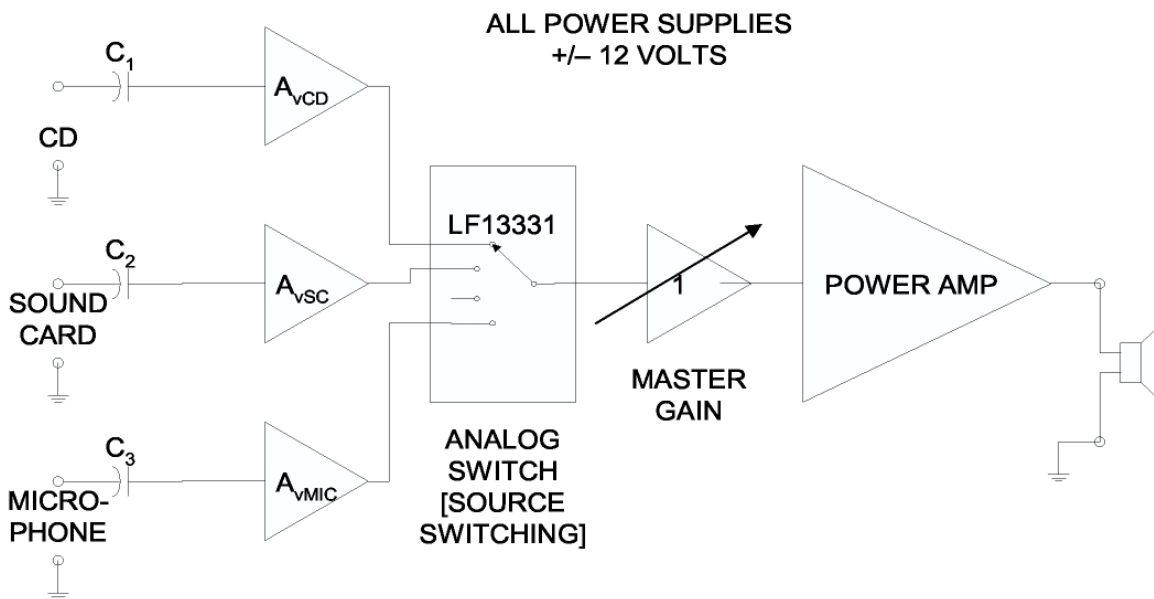 ALL POWER SUPPLIES
+/– 12 VOLTS
C1
AvCD
CD
LF13331
C2
AvSC
SOUND
CARD
1
POWER AMP
MASTER
GAIN
ANALOG
SWITCH
[SOURCE
SWITCHING]
C3
AvMIC
MICRO-
PHONE